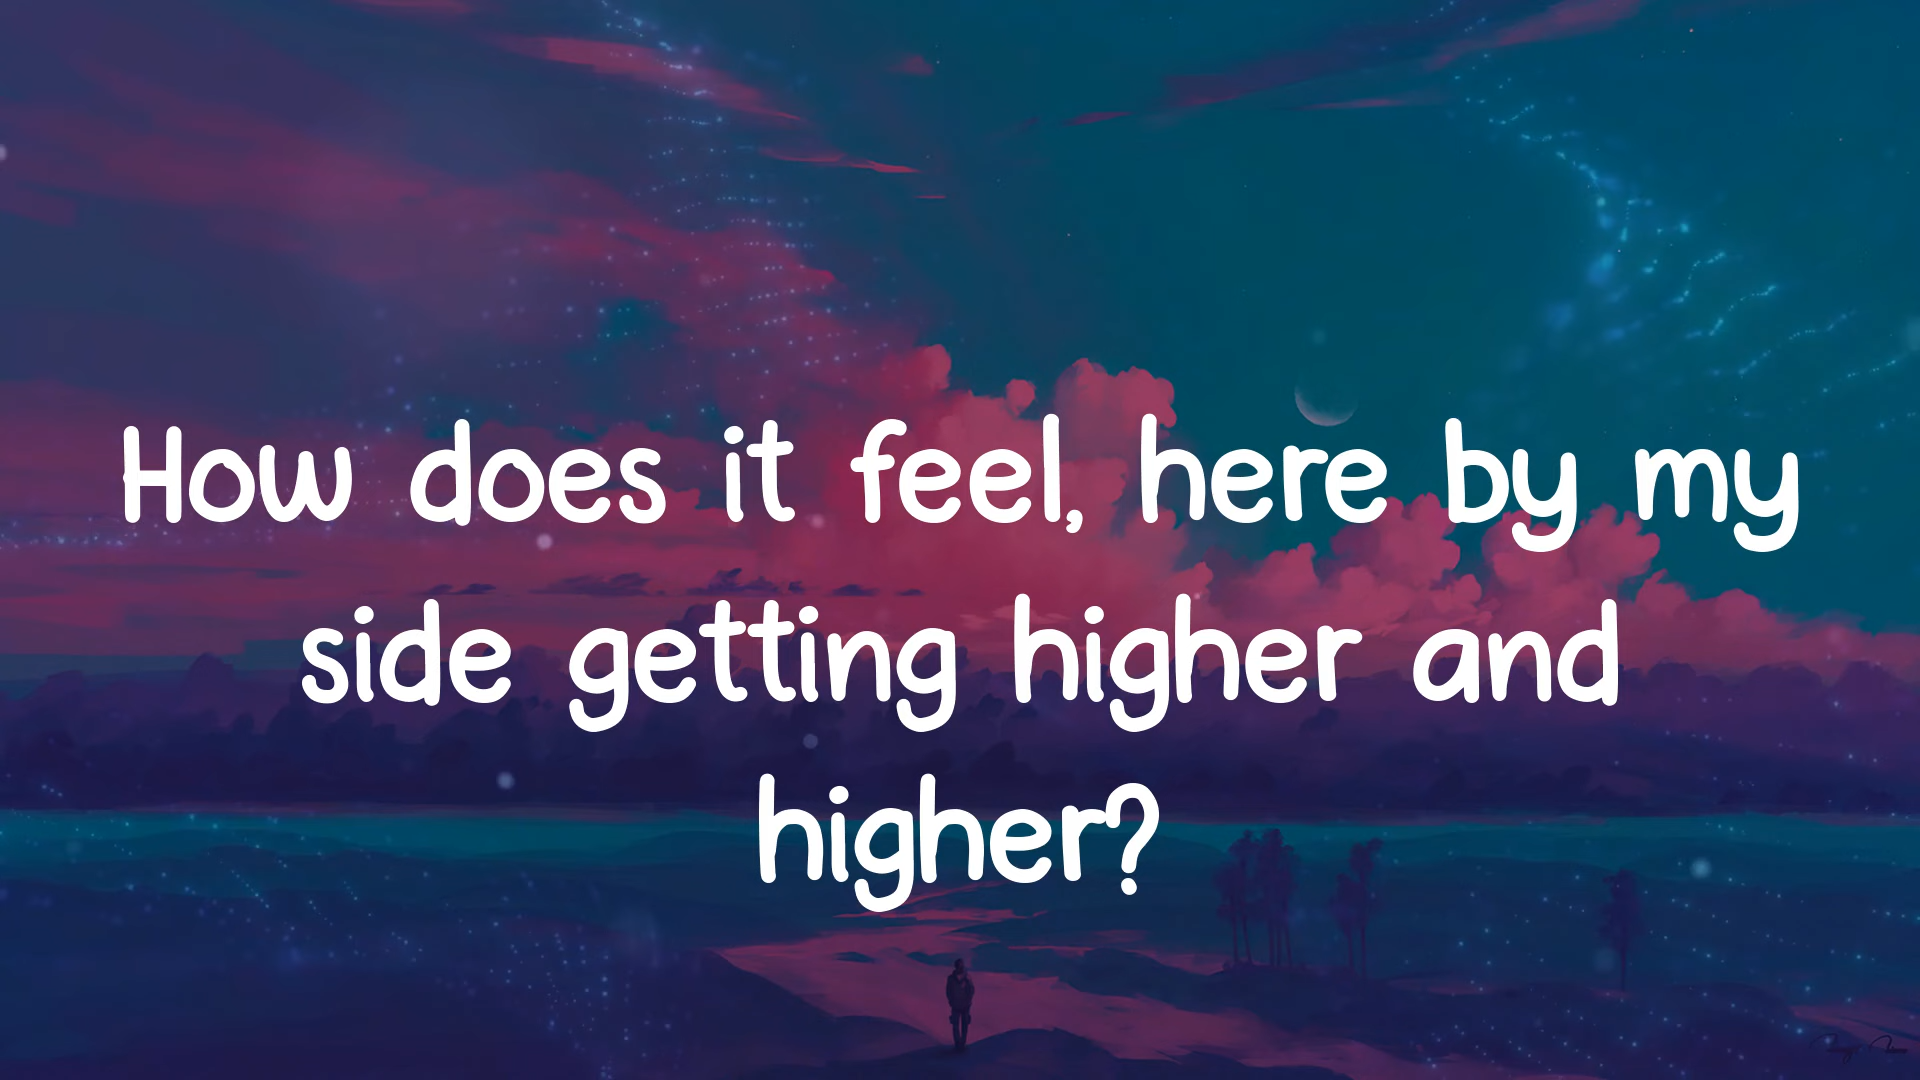 How does it feel, here by my
side getting higher and
higher?